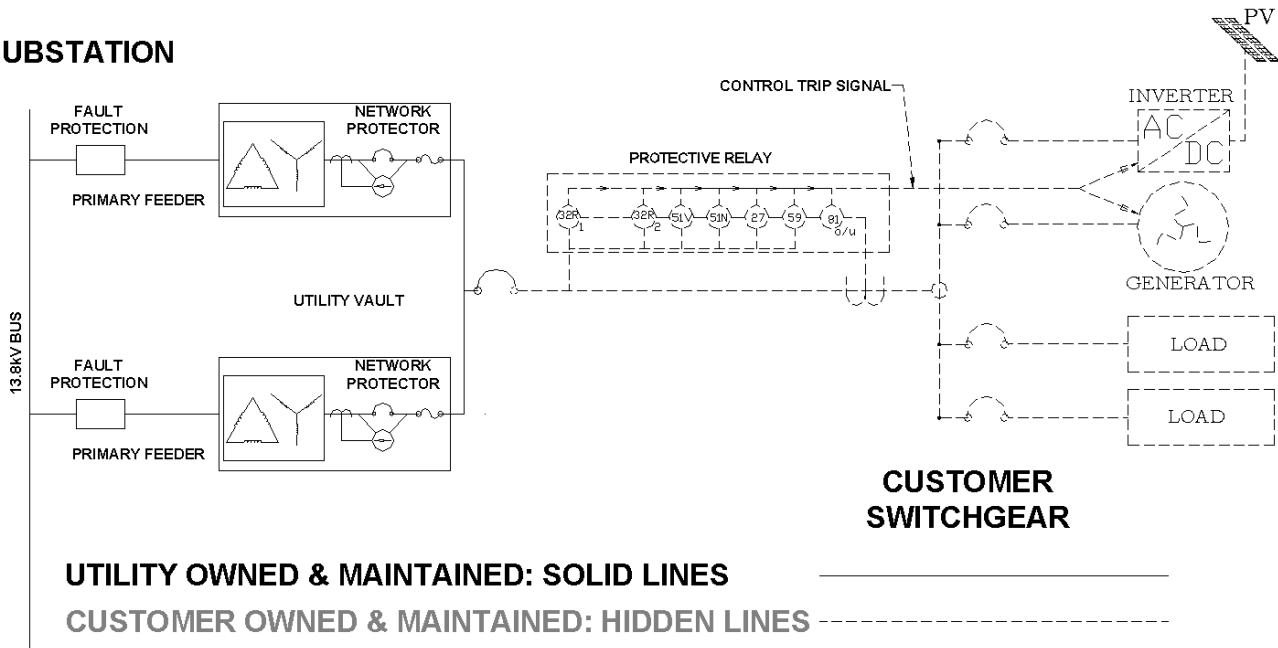 UBSTATION
PV
CONTROL TRIP SIGNAL
FAULT
PROTECTION
NETWORK
PROTECTOR
INVERTER
AC
DC
PROTECTIVE RELAY
PRIMARY FEEDER
32R
1
32R
2
51V
51N
27
59
81
o/u
GENERATOR
UTILITY VAULT
13.8kV BUS
FAULT
PROTECTION
NETWORK
PROTECTOR
LOAD
LOAD
PRIMARY FEEDER
CUSTOMER
SWITCHGEAR
UTILITY OWNED & MAINTAINED: SOLID LINES
CUSTOMER OWNED & MAINTAINED: HIDDEN LINES